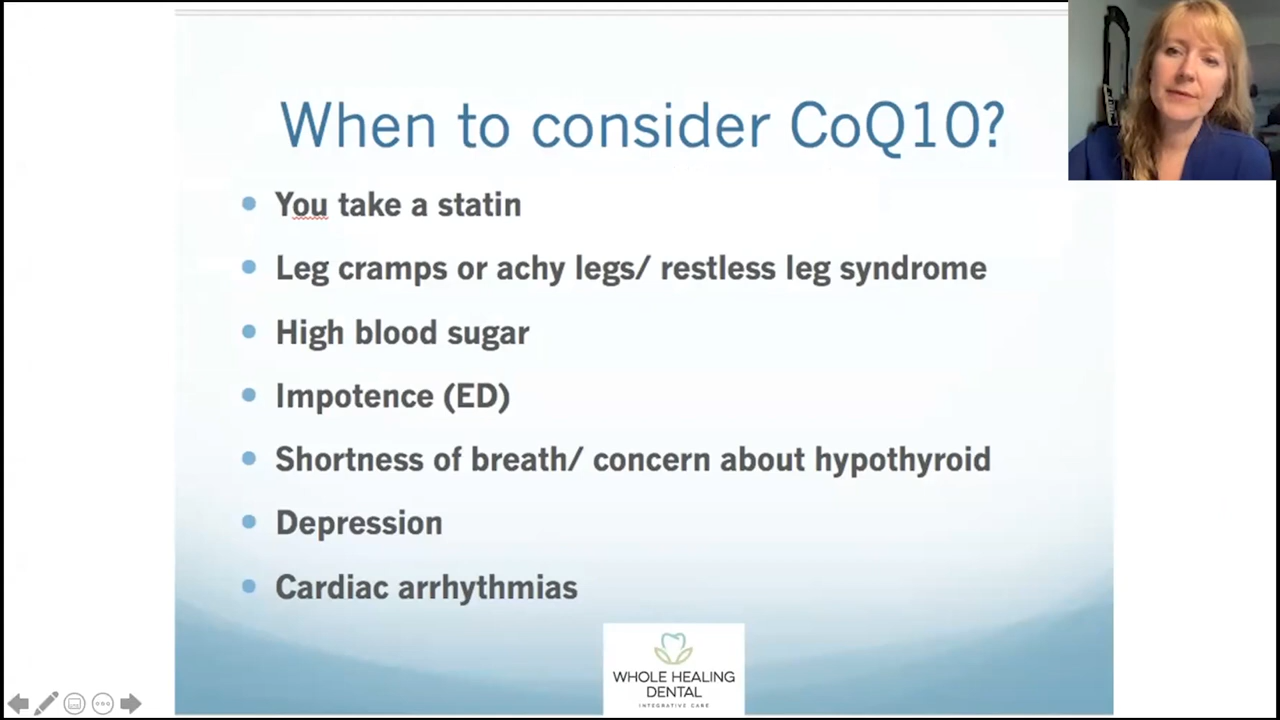 When to consider CoQ10?
You take a statin
Leg cramps or achy legs/ restless leg syndrome
High blood sugar
Impotence (ED)
Shortness of breath/ concern about hypothyroid
Depression
Cardiac arrhythmias
WHOLE HEALING
DENTAL
INTEGRATIVE CARE